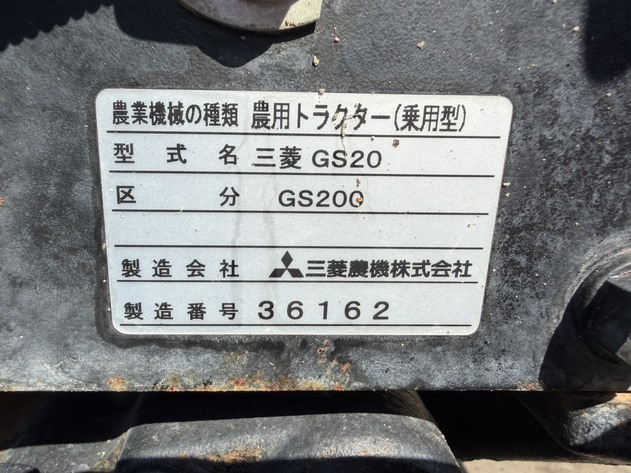 農業機械の種類 農用トラクター(乗用型)
型式名 三菱 GS20
区分 GS200
製造会社 三菱農機株式会社
製造番号 36162